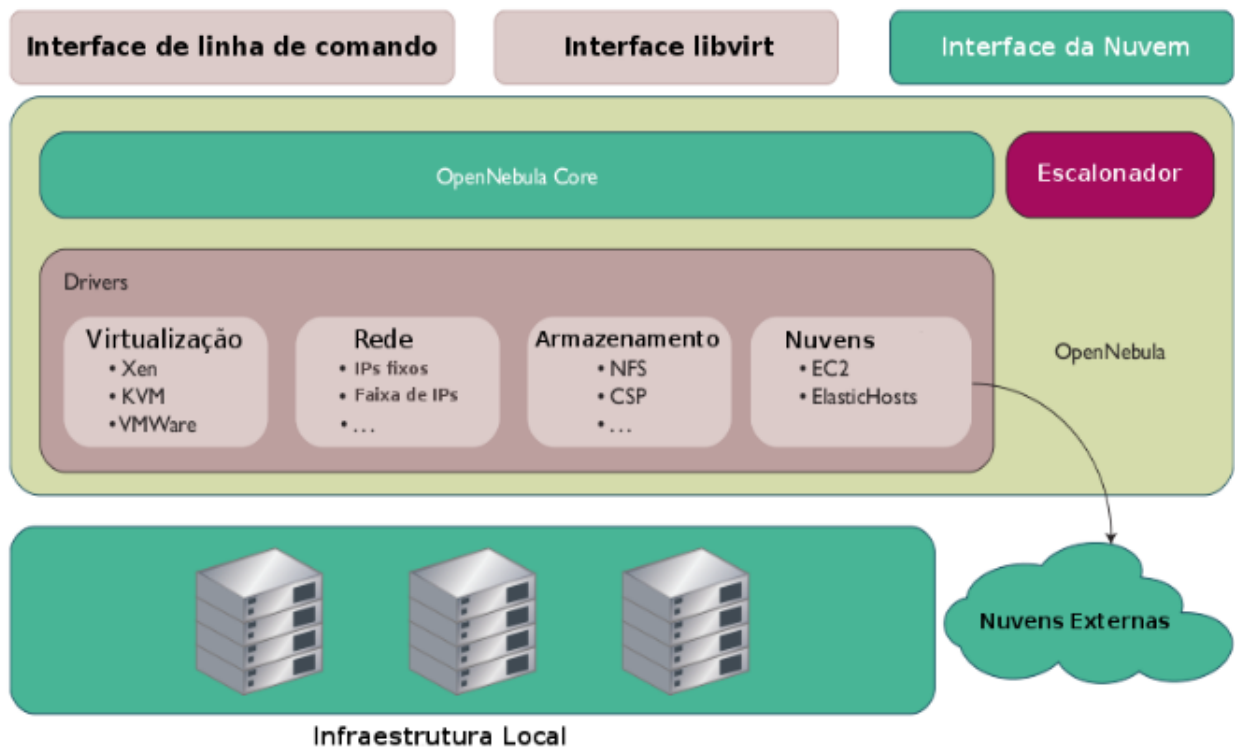 Interface de linha de comando
Interface libvirt
Interface da Nuvem
OpenNebula Core
Escalonador
Drivers
Virtualização
• Xen
• KVM
• VMWare
Rede
• IPs fixos
• Faixa de IPs
• ...
Armazenamento
• NFS
• CSP
• ...
Nuvens
• EC2
• ElasticHosts
OpenNebula
Nuvens Externas
Infraestrutura Local